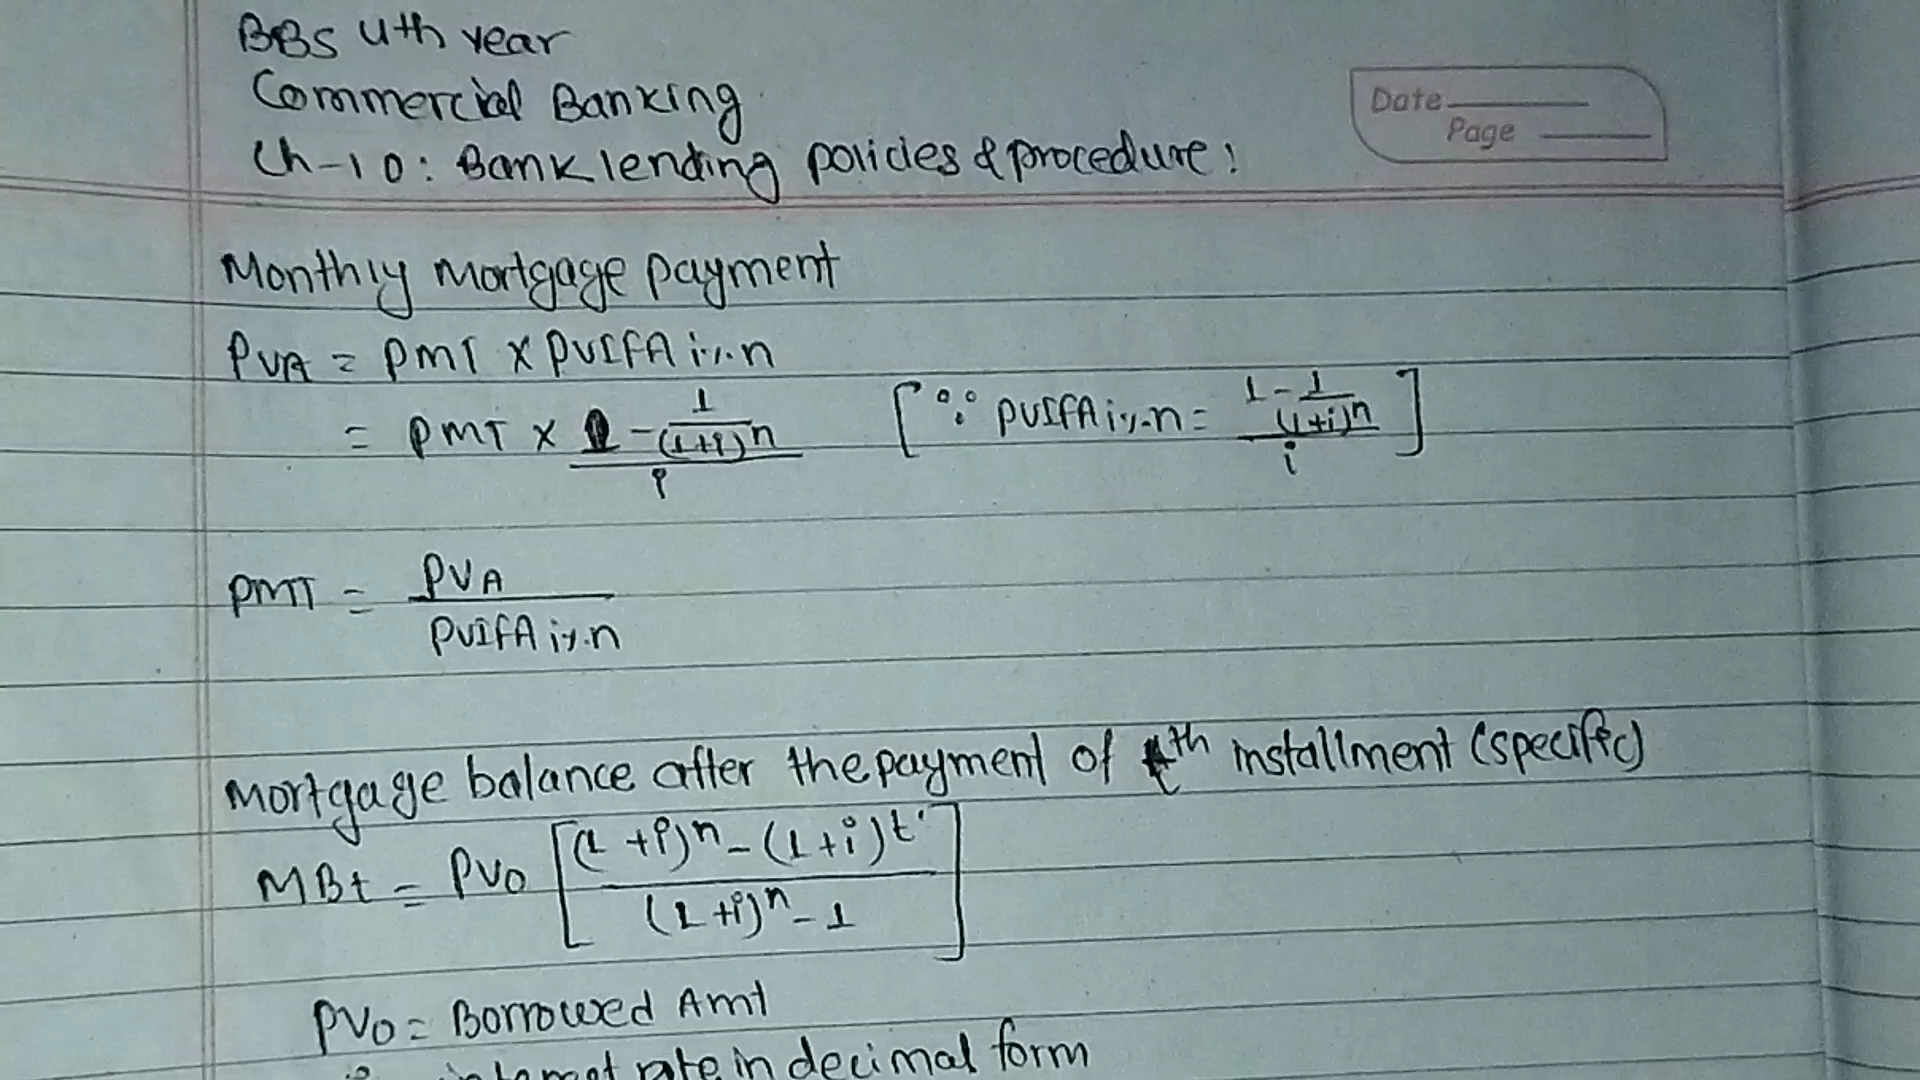 BBS 4th year
Commercial Banking
Ch-10: Bank lending policies & procedure:
Date
Page
Monthly Mortgage payment
PVA = PMT X PVIFA i%.n
= PMT x 1 - 1/(1+i)^n / i [∵ PVIFA i%.n = 1 - 1/(1+i)^n / i]
PMT = PVA / PVIFA i%.n
Mortgage balance after the payment of tth installment (specific)
MBt = PVo [(1+i)^n - (1+i)^t / (1+i)^n - 1]
PVo = Borrowed Amt
interest rate in decimal form